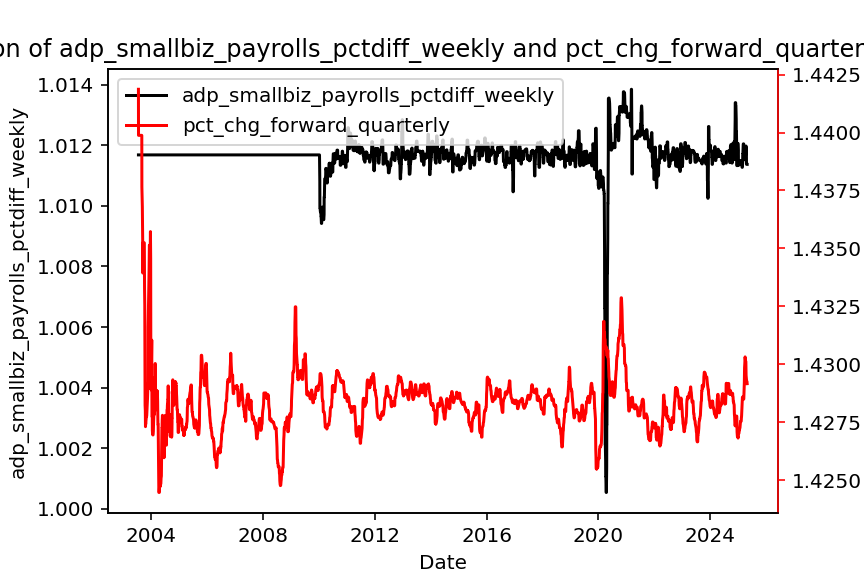 on of adp_smallbiz_payrolls_pctdiff_weekly and pct_chg_forward_quarter
adp_smallbiz_payrolls_pctdiff_weekly
pct_chg_forward_quarterly
adp_smallbiz_payrolls_pctdiff_weekly
1.014
1.012
1.010
1.008
1.006
1.004
1.002
1.000
1.4425
1.4400
1.4375
1.4350
1.4325
1.4300
1.4275
1.4250
2004 2008 2012 2016 2020 2024
Date